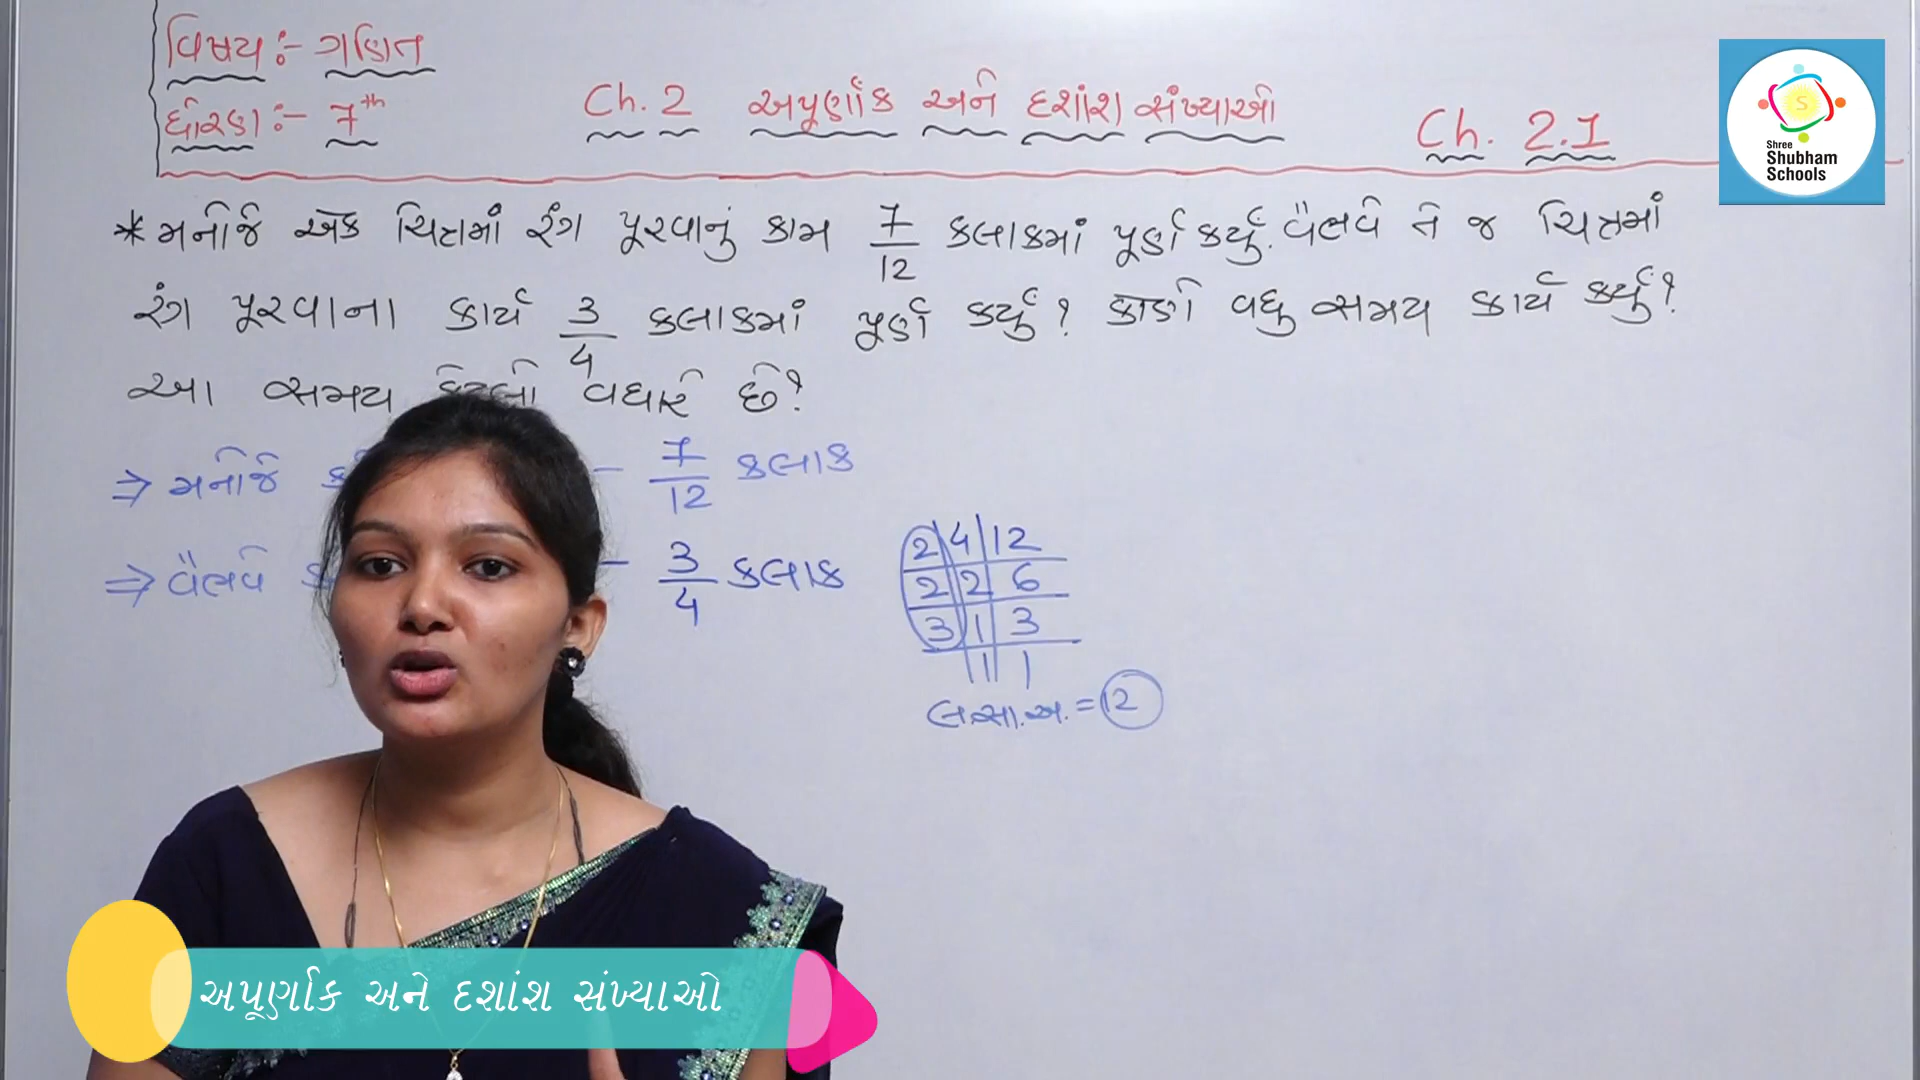 વિષય :- ગણિત
ધોરણ :- 7th
Ch. 2 અપૂર્ણાંક અને દશાંશ સંખ્યાઓ
Ch. 2.1
Shree
Shubham
Schools
* મનોજે એક ચિત્રમાં રંગ પૂરવાનું કામ 7/12 કલાકમાં પૂર્ણ કર્યું. વૈભવે તે જ ચિત્રમાં
રંગ પૂરવાના કાર્ય 3/4 કલાકમાં પૂર્ણ કર્યું? કોણે વધુ સમય કાર્ય કર્યું?
આ સમય કેટલો વધારે છે?
⇒ મનોજે - 7/12 કલાક
⇒ વૈભવે - 3/4 કલાક
2 4 12
2 2 6
3 1 3
1 1
લ.સા.અ. = 12
અપૂર્ણાંક અને દશાંશ સંખ્યાઓ